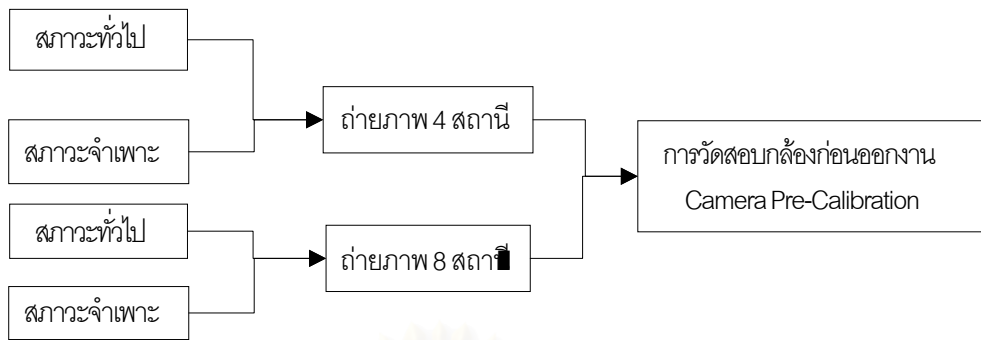 สภาวะทั่วไป
สภาวะจำเพาะ
ถ่ายภาพ 4 สถานี
สภาวะทั่วไป
สภาวะจำเพาะ
ถ่ายภาพ 8 สถานี
การวัดสอบกล้องก่อนออกงาน
Camera Pre-Calibration